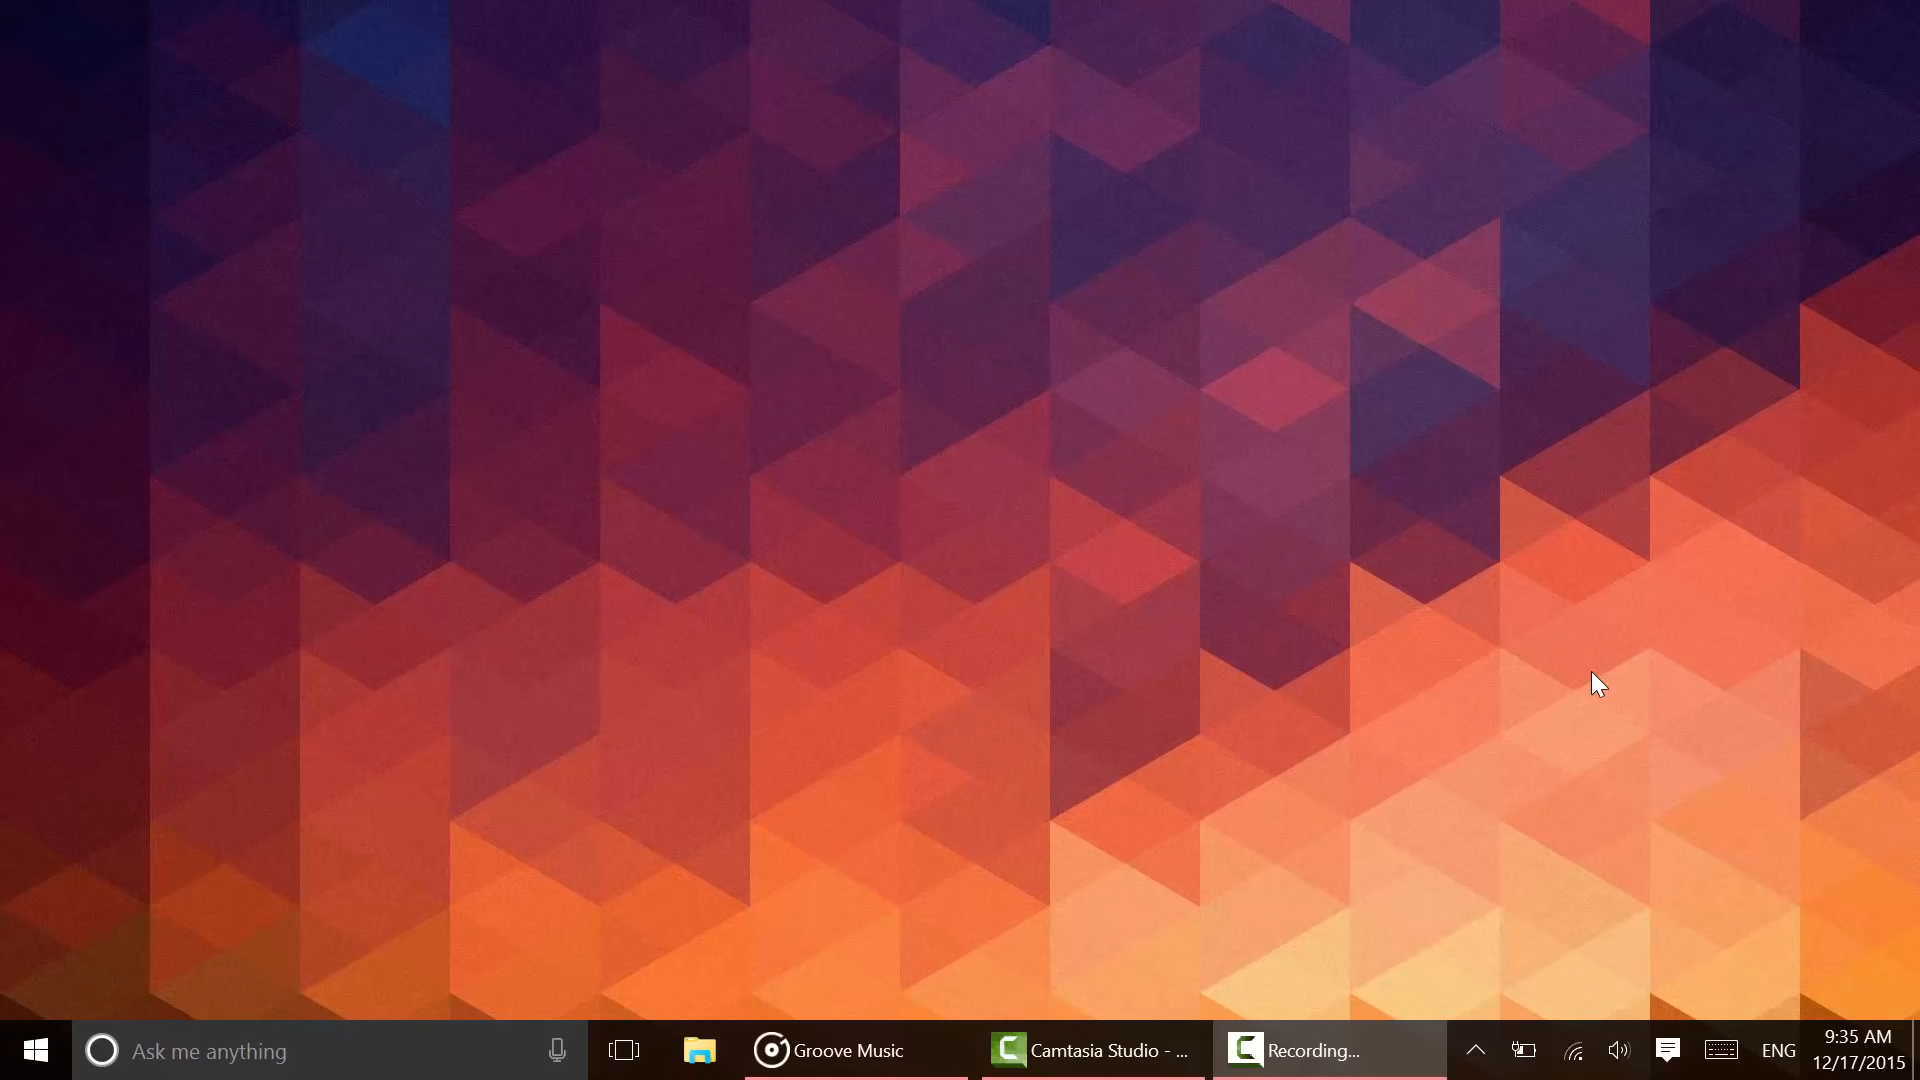 Ask me anything
Groove Music
Camtasia Studio - ...
Recording...
ENG
9:35 AM
12/17/2015